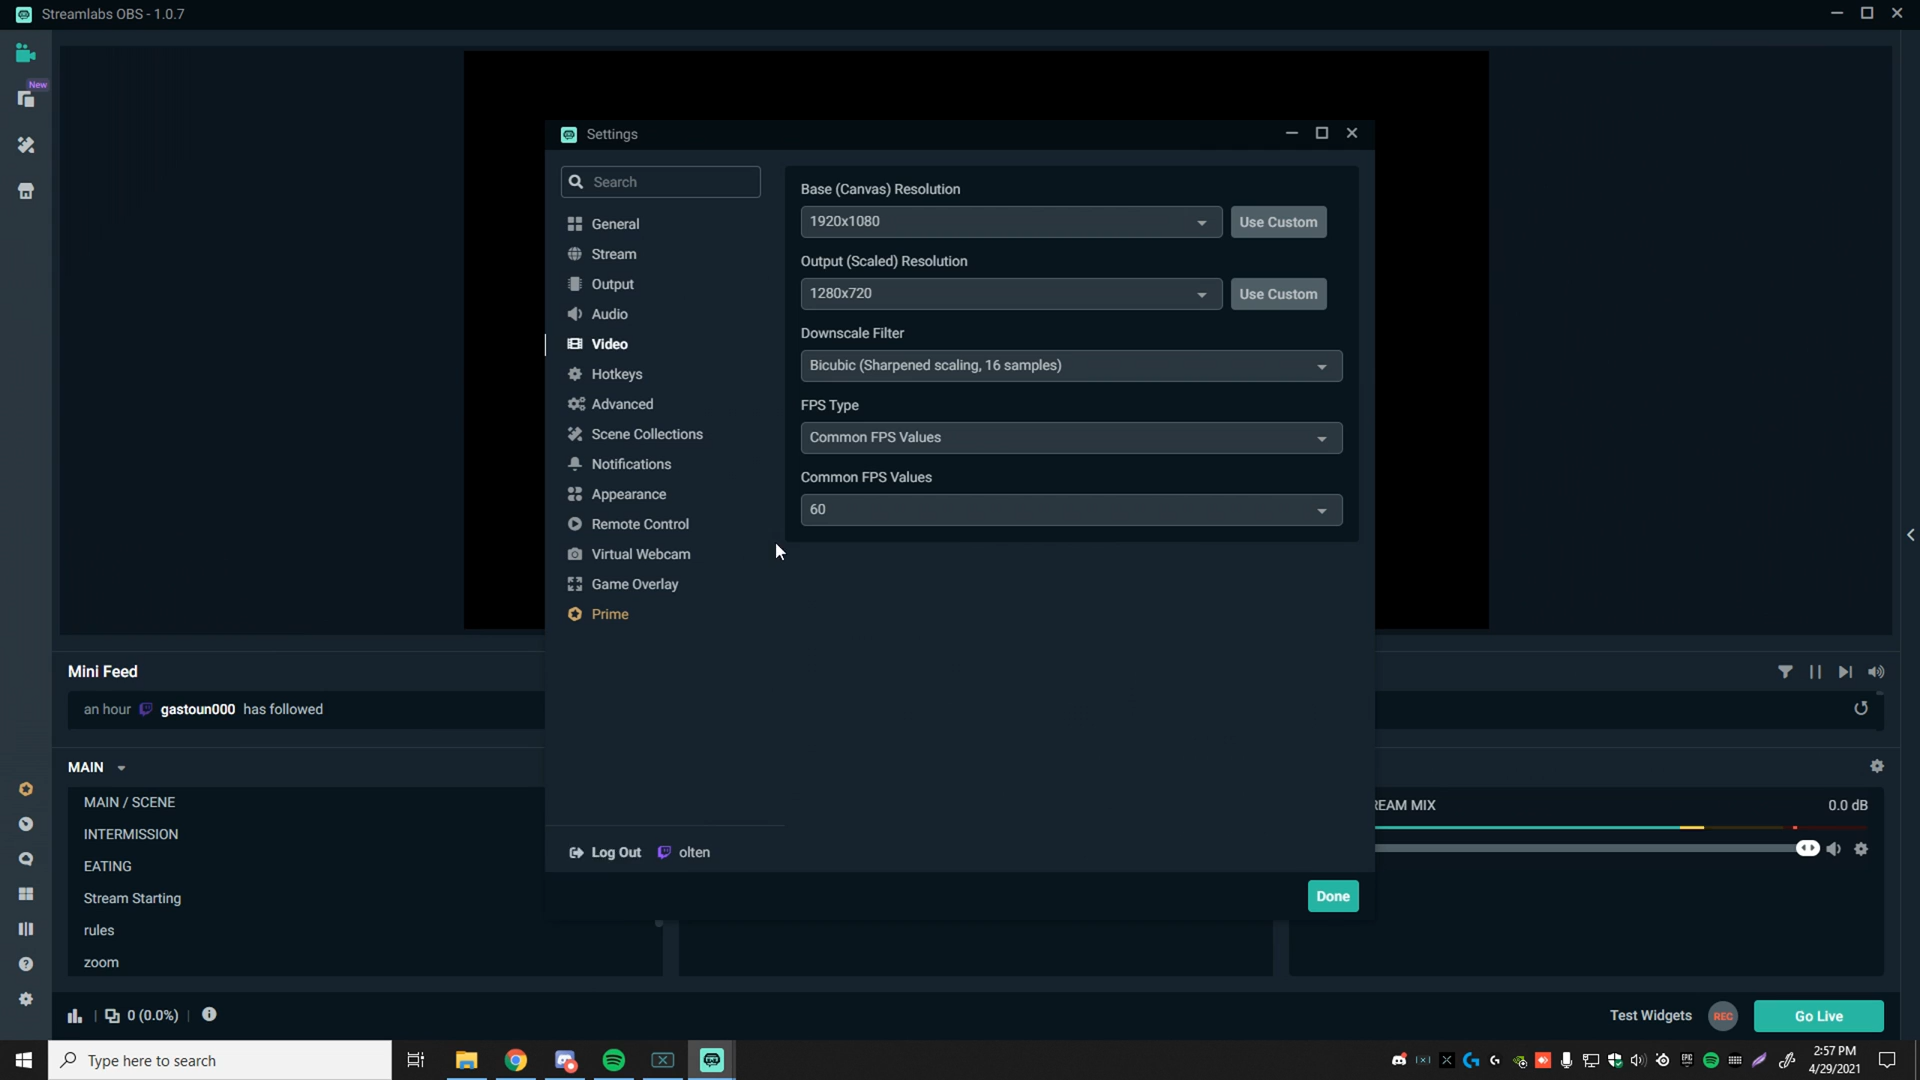 Streamlabs OBS - 1.0.7
New
Settings
Search
General
Stream
Output
Audio
Video
Hotkeys
Advanced
Scene Collections
Notifications
Appearance
Remote Control
Virtual Webcam
Game Overlay
Prime
Log Out olten
Base (Canvas) Resolution
1920x1080
Use Custom
Output (Scaled) Resolution
1280x720
Use Custom
Downscale Filter
Bicubic (Sharpened scaling, 16 samples)
FPS Type
Common FPS Values
Common FPS Values
60
Done
Mini Feed
an hour gastoun000 has followed
MAIN
MAIN / SCENE
INTERMISSION
EATING
Stream Starting
rules
zoom
REAM MIX 0.0 dB
0 (0.0%)
Test Widgets
REC
Go Live
Type here to search
2:57 PM
4/29/2021